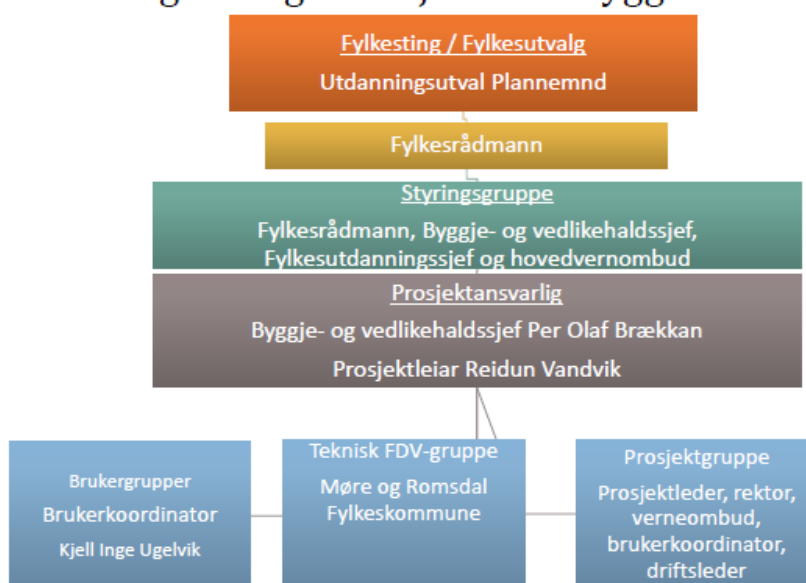 Fylkesting / Fylkesutvalg
Utdanningsutval Plannemnd
Fylkesrådmann
Styringsgruppe
Fylkesrådmann, Byggje- og vedlikehaldssjef,
Fylkesutdanningssjef og hovedvernombud
Prosjektansvarlig
Byggje- og vedlikehaldssjef Per Olaf Brækkan
Prosjektleiar Reidun Vandvik
Brukergrupper
Brukerkoordinator
Kjell Inge Ugelvik
Teknisk FDV-gruppe
Møre og Romsdal
Fylkeskommune
Prosjektgruppe
Prosjektleder, rektor,
verneombud,
brukerkoordinator,
driftsleder